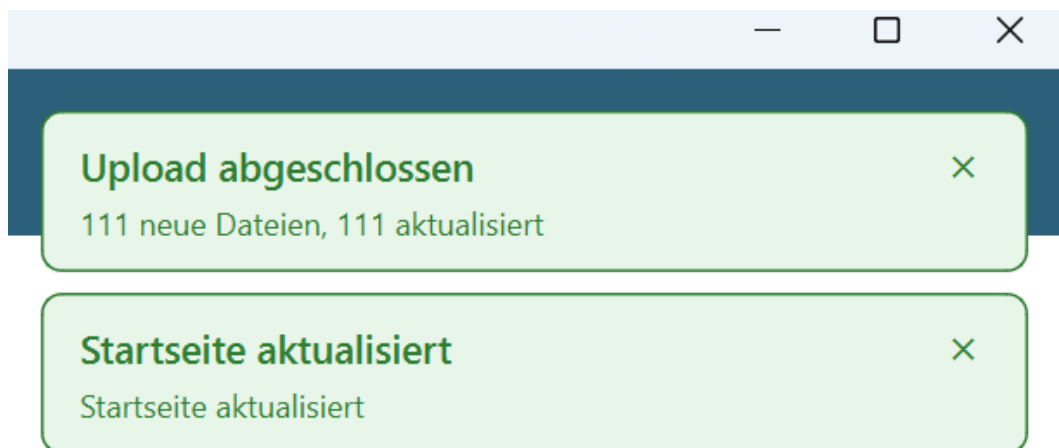 Upload abgeschlossen
111 neue Dateien, 111 aktualisiert
Startseite aktualisiert
Startseite aktualisiert